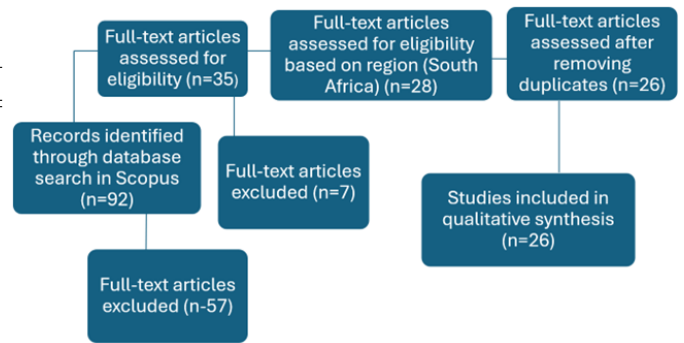 Full-text articles
assessed for
eligibility (n=35)
Full-text articles
assessed for eligibility
based on region (South
Africa) (n=28)
Full-text articles
assessed after
removing
duplicates (n=26)
Records identified
through database
search in Scopus
(n=92)
Full-text articles
excluded (n=7)
Studies included in
qualitative synthesis
(n=26)
Full-text articles
excluded (n-57)